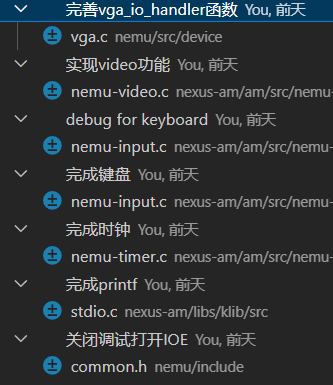 完善vga_io_handler函数 You, 前天
vga.c nemu/src/device
实现video功能 You, 前天
nemu-video.c nexus-am/am/src/nemu-
debug for keyboard You, 前天
nemu-input.c nexus-am/am/src/nemu-
完成键盘 You, 前天
nemu-input.c nexus-am/am/src/nemu-
完成时钟 You, 前天
nemu-timer.c nexus-am/am/src/nemu-
完成printf You, 前天
stdio.c nexus-am/libs/klib/src
关闭调试打开IOE You, 前天
common.h nemu/include